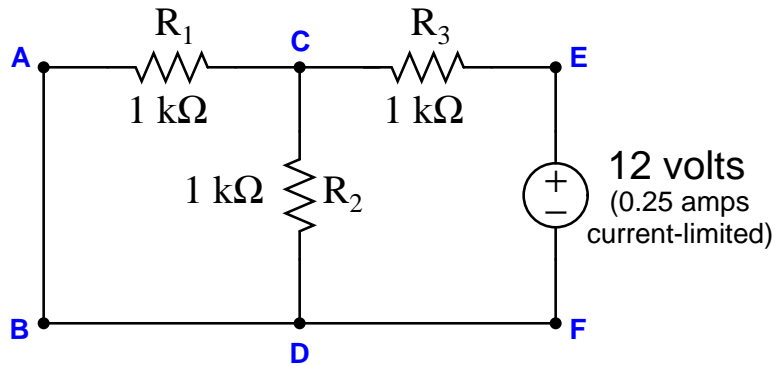 R1
C
R3
A
E
1 kΩ
1 kΩ
12 volts
1 kΩ
R2
+
−
(0.25 amps
current-limited)
B
D
F